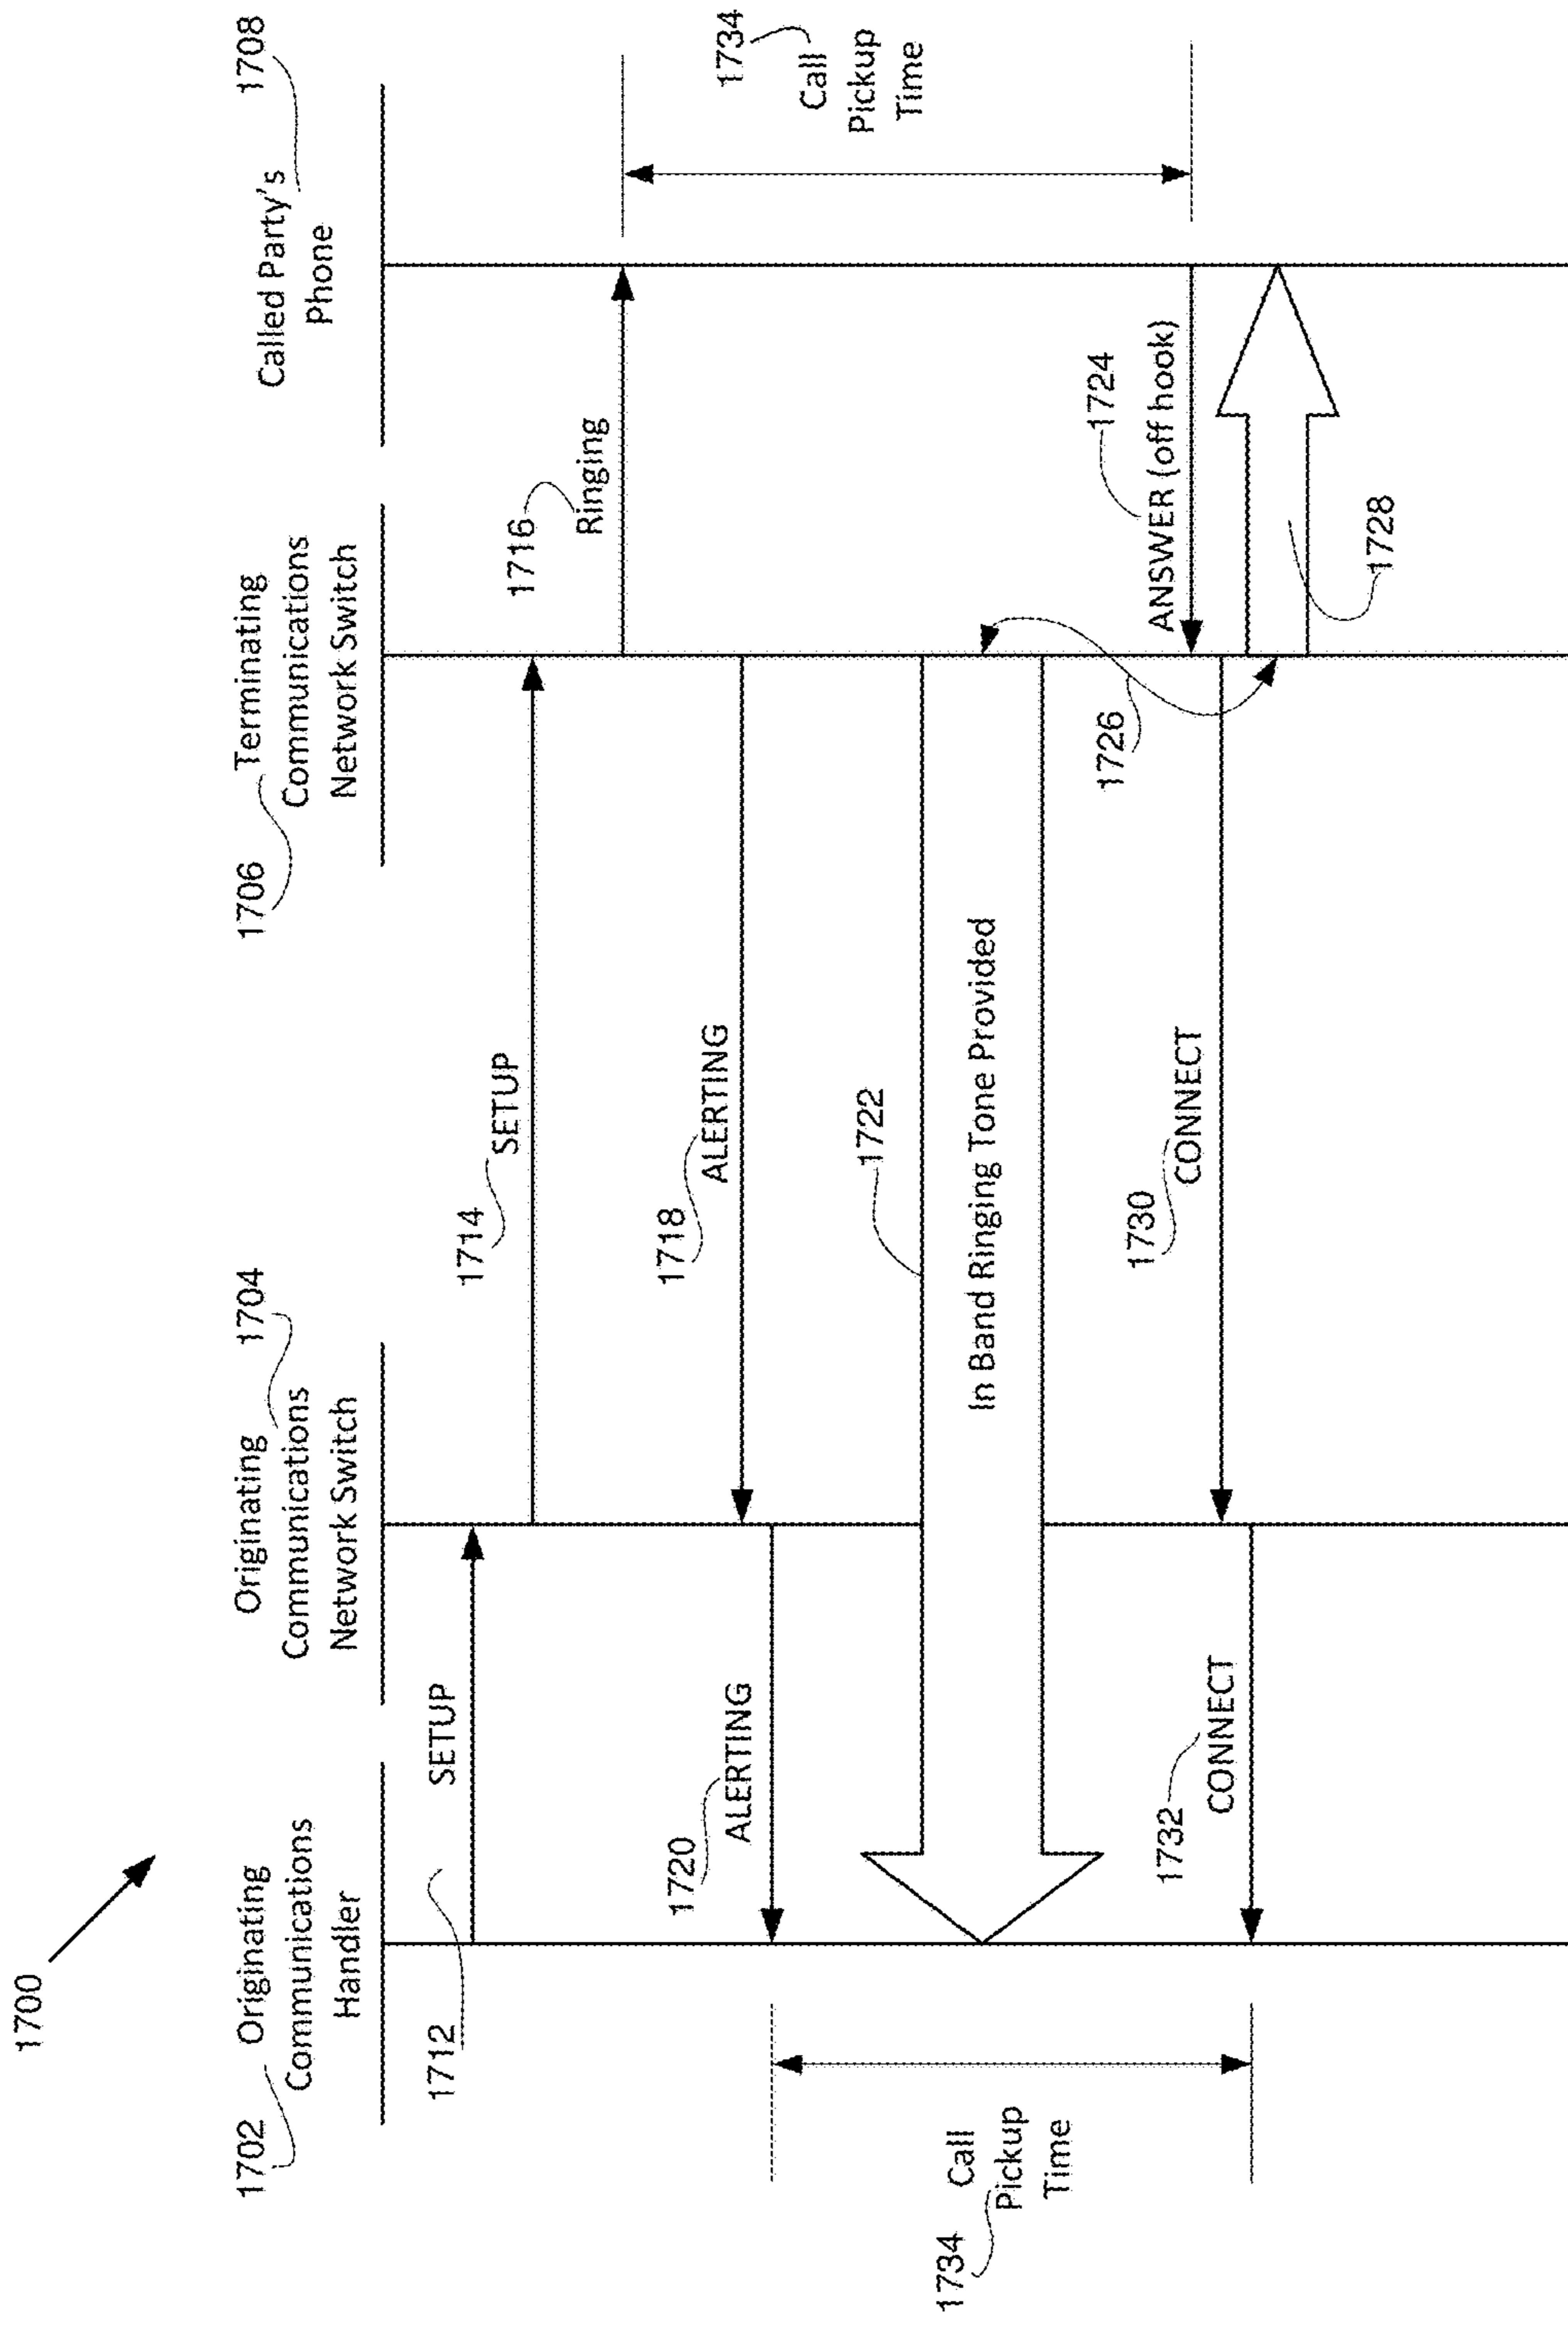 1700
1702 Originating
Communications
Handler
Originating 1704
Communications
Network Switch
1706 Terminating
Communications
Network Switch
Called Party's 1708
Phone
1712
SETUP
1714
SETUP
1716
Ringing
1734
Call
Pickup
Time
1718
ALERTING
1720
ALERTING
1722
In Band Ringing Tone Provided
1734
Call
Pickup
Time
1724
ANSWER (off hook)
1726
1730
CONNECT
1732
CONNECT
1728